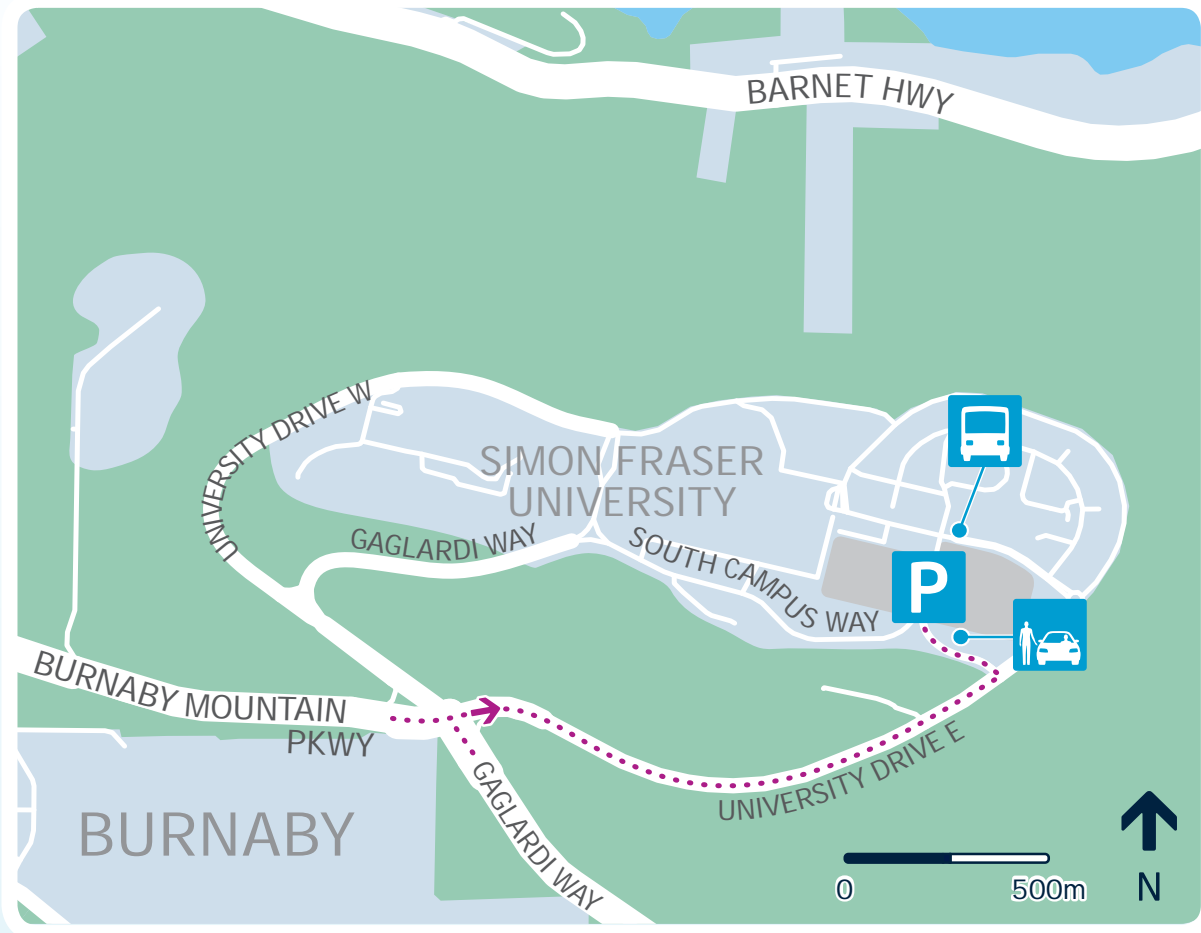 BARNET HWY
UNIVERSITY DRIVE W
SIMON FRASER
UNIVERSITY
GAGLARDI WAY
SOUTH CAMPUS WAY
P
BURNABY MOUNTAIN
PKWY
GAGLARDI WAY
UNIVERSITY DRIVE E
BURNABY
0
500m
N